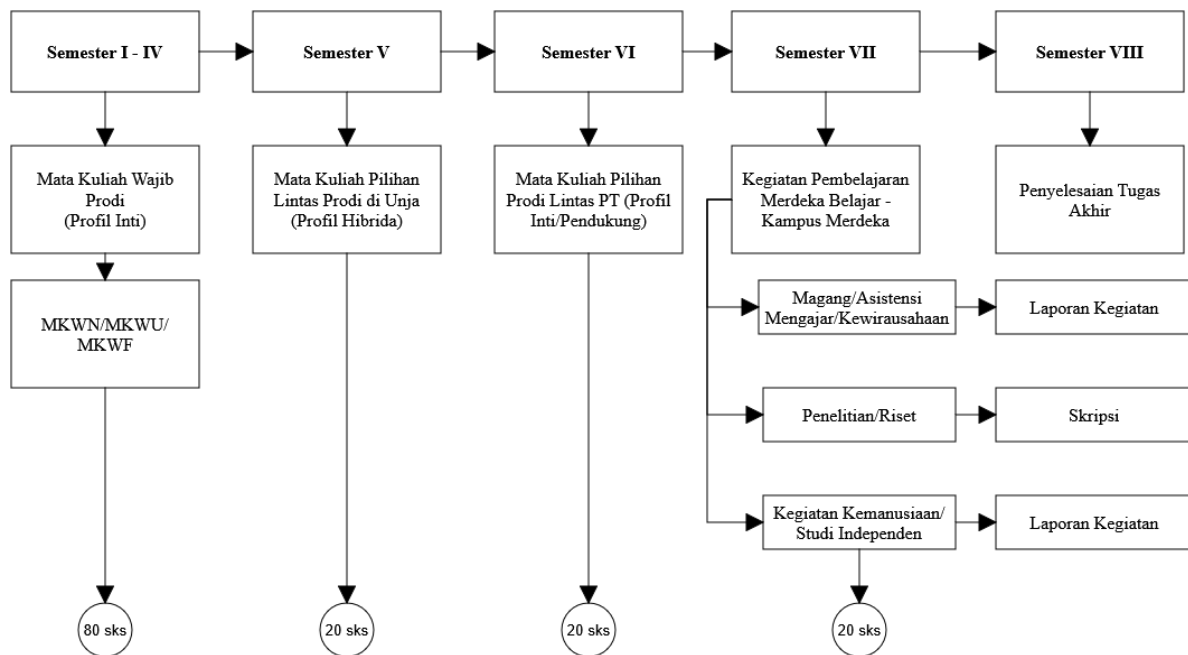 Semester I - IV
Semester V
Semester VI
Semester VII
Semester VIII
Mata Kuliah Wajib
Prodi
(Profil Inti)
Mata Kuliah Pilihan
Lintas Prodi di Unja
(Profil Hibrida)
Mata Kuliah Pilihan
Prodi Lintas PT (Profil
Inti/Pendukung)
Kegiatan Pembelajaran
Merdeka Belajar -
Kampus Merdeka
Penyelesaian Tugas
Akhir
MKWN/MKWU/
MKWF
Magang/Asistensi
Mengajar/Kewirausahaan
Laporan Kegiatan
Penelitian/Riset
Skripsi
Kegiatan Kemanusiaan/
Studi Independen
Laporan Kegiatan
80 sks
20 sks
20 sks
20 sks